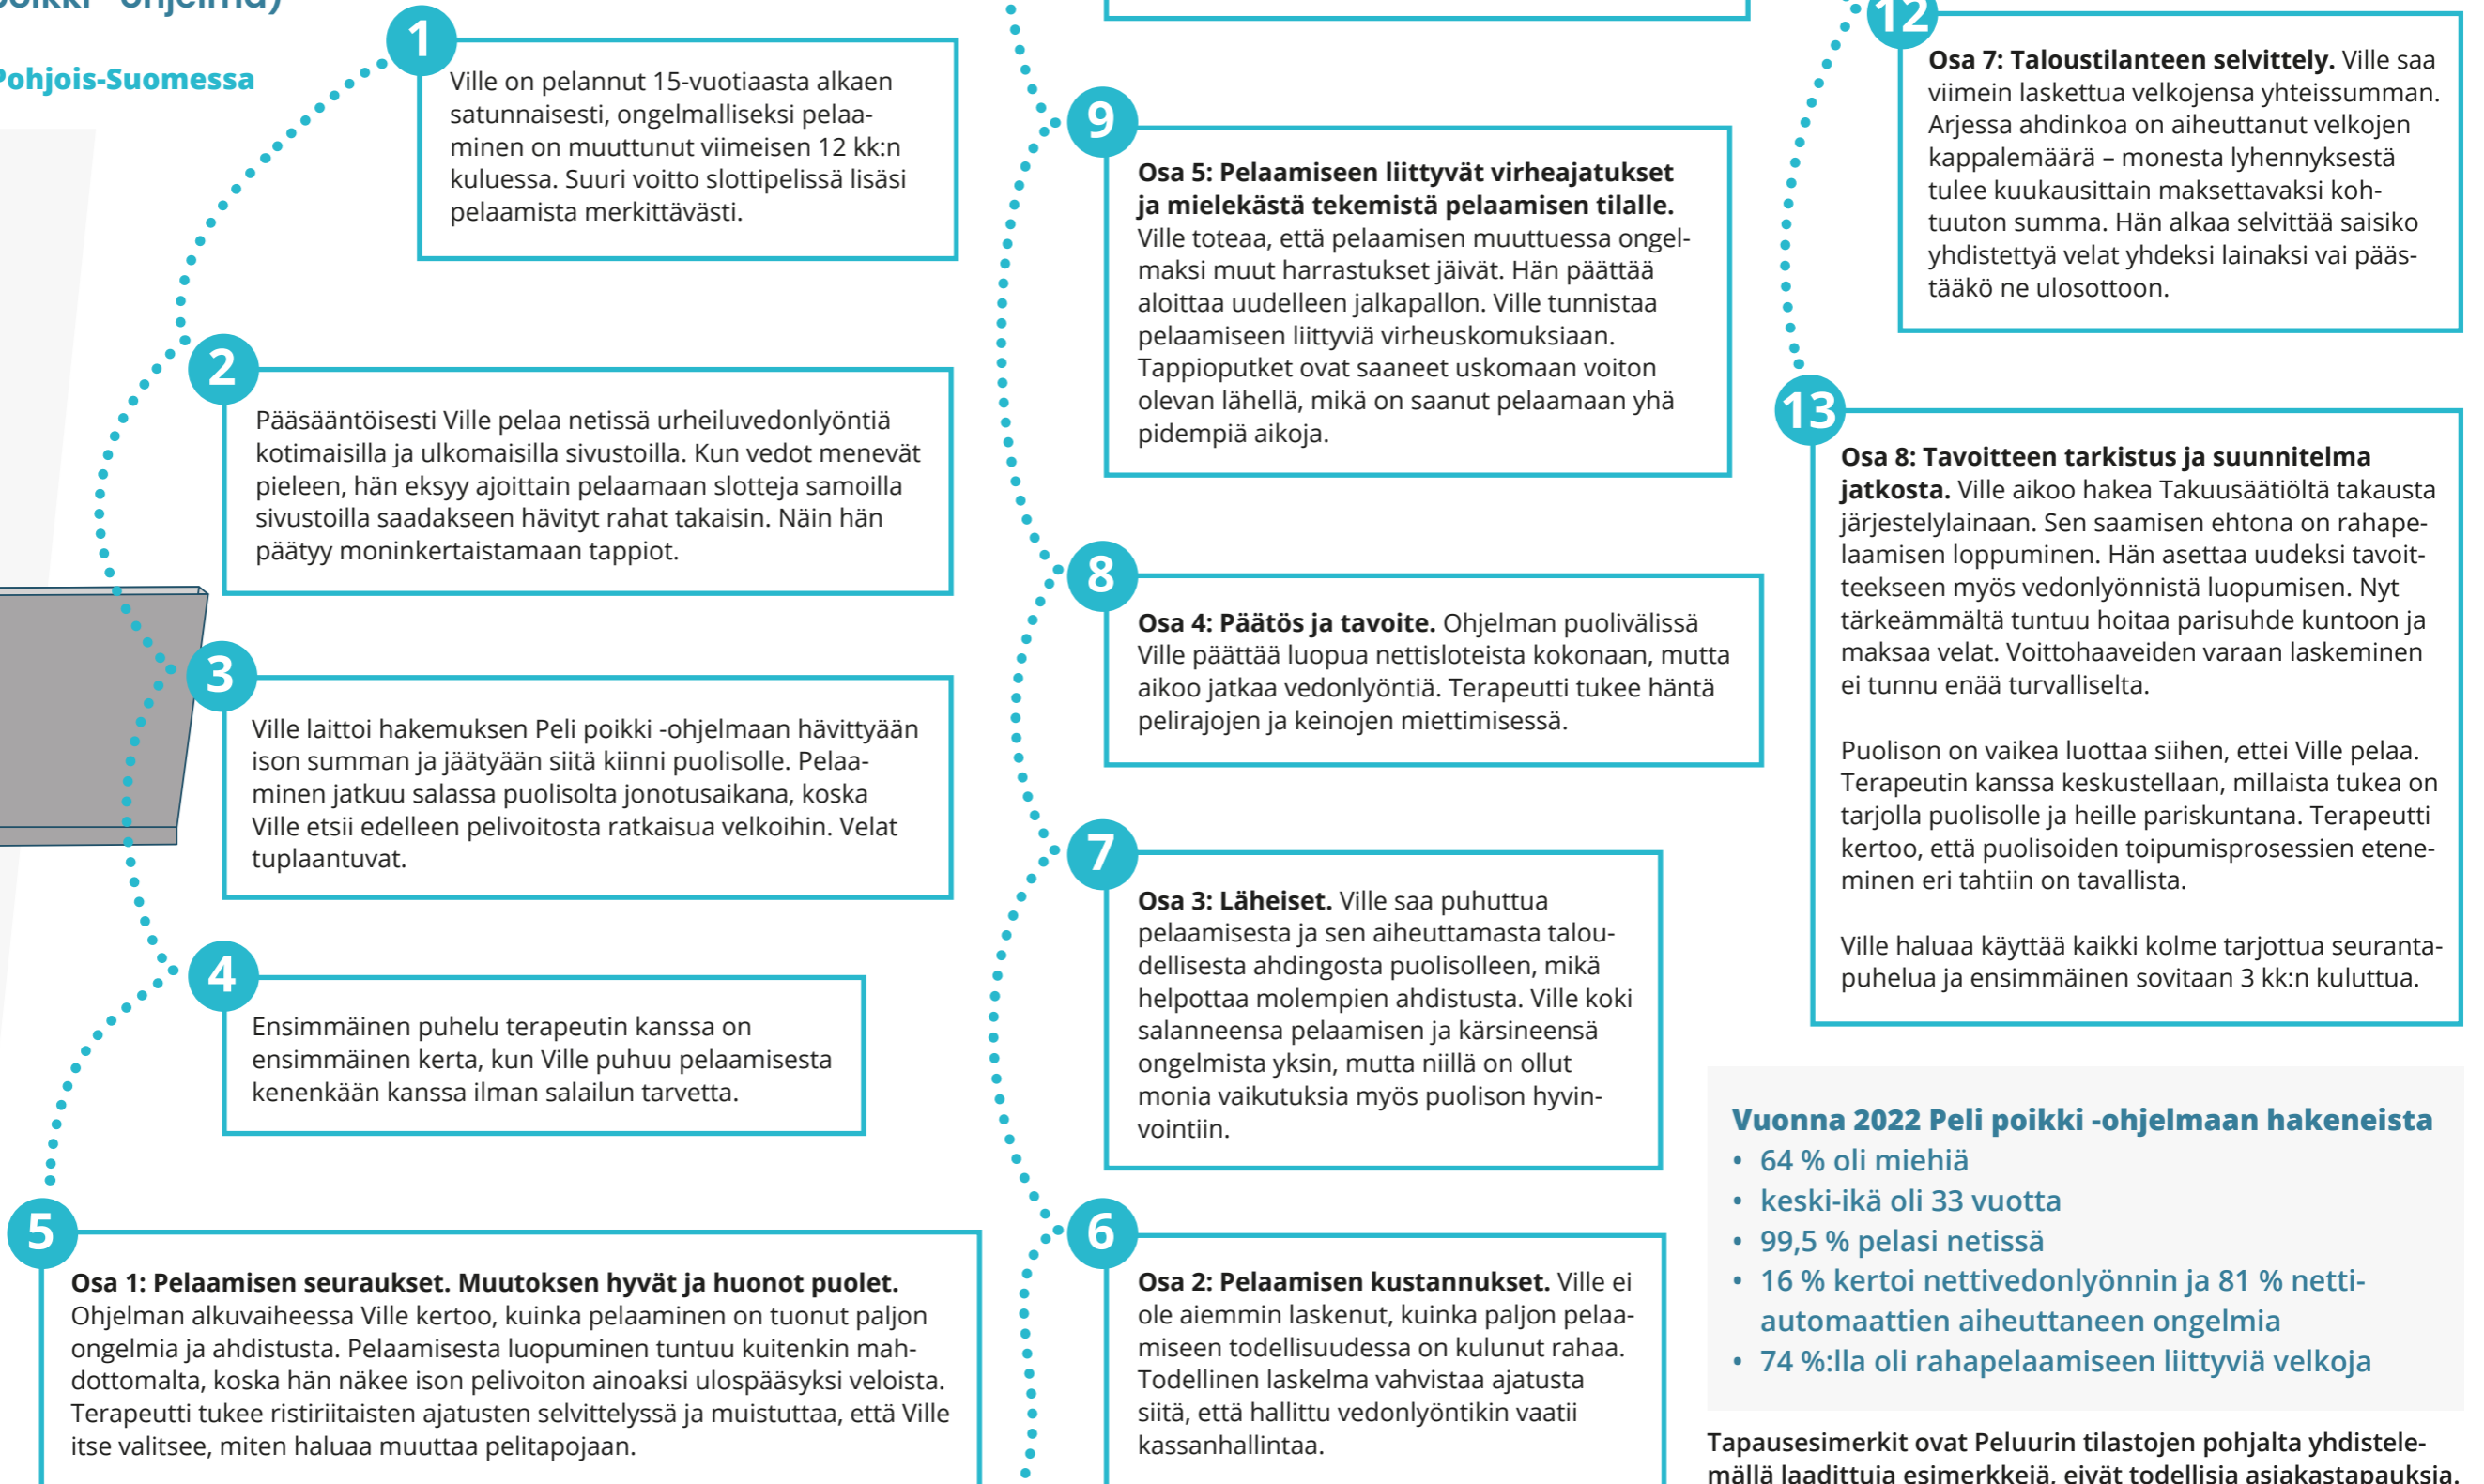 poikki -ohjelma)
Pohjois-Suomessa
1
Ville on pelannut 15-vuotiaasta alkaen
satunnaisesti, ongelmalliseksi pelaa-
minen on muuttunut viimeisen 12 kk:n
kuluessa. Suuri voitto slottipelissä lisäsi
pelaamista merkittävästi.
2
Pääsääntöisesti Ville pelaa netissä urheiluvedonlyöntiä
kotimaisilla ja ulkomaisilla sivustoilla. Kun vedot menevät
pieleen, hän eksyy ajoittain pelaamaan slotteja samoilla
sivustoilla saadakseen hävityt rahat takaisin. Näin hän
päätyy moninkertaistamaan tappiot.
3
Ville laittoi hakemuksen Peli poikki -ohjelmaan hävittyään
ison summan ja jäätyään siitä kiinni puolisolle. Pelaa-
minen jatkuu salassa puolisolta jonotusaikana, koska
Ville etsii edelleen pelivoitosta ratkaisua velkoihin. Velat
tuplaantuvat.
4
Ensimmäinen puhelu terapeutin kanssa on
ensimmäinen kerta, kun Ville puhuu pelaamisesta
kenenkään kanssa ilman salailun tarvetta.
5
Osa 1: Pelaamisen seuraukset. Muutoksen hyvät ja huonot puolet.
Ohjelman alkuvaiheessa Ville kertoo, kuinka pelaaminen on tuonut paljon
ongelmia ja ahdistusta. Pelaamisesta luopuminen tuntuu kuitenkin mah-
dottomalta, koska hän näkee ison pelivoiton ainoaksi ulospääsyksi veloista.
Terapeutti tukee ristiriitaisten ajatusten selvittelyssä ja muistuttaa, että Ville
itse valitsee, miten haluaa muuttaa pelitapojaan.
9
Osa 5: Pelaamiseen liittyvät virheajatukset
ja mielekästä tekemistä pelaamisen tilalle.
Ville toteaa, että pelaamisen muuttuessa ongel-
maksi muut harrastukset jäivät. Hän päättää
aloittaa uudelleen jalkapallon. Ville tunnistaa
pelaamiseen liittyviä virheuskomuksiaan.
Tappioputket ovat saaneet uskomaan voiton
olevan lähellä, mikä on saanut pelaamaan yhä
pidempiä aikoja.
8
Osa 4: Päätös ja tavoite. Ohjelman puolivälissä
Ville päättää luopua nettisloteista kokonaan, mutta
aikoo jatkaa vedonlyöntiä. Terapeutti tukee häntä
pelirajojen ja keinojen miettimisessä.
7
Osa 3: Läheiset. Ville saa puhuttua
pelaamisesta ja sen aiheuttamasta talou-
dellisesta ahdingosta puolisolleen, mikä
helpottaa molempien ahdistusta. Ville koki
salanneensa pelaamisen ja kärsineensä
ongelmista yksin, mutta niillä on ollut
monia vaikutuksia myös puolison hyvin-
vointiin.
6
Osa 2: Pelaamisen kustannukset. Ville ei
ole aiemmin laskenut, kuinka paljon pelaa-
miseen todellisuudessa on kulunut rahaa.
Todellinen laskelma vahvistaa ajatusta
siitä, että hallittu vedonlyöntikin vaatii
kassanhallintaa.
12
Osa 7: Taloustilanteen selvittely. Ville saa
viimein laskettua velkojensa yhteissumman.
Arjessa ahdinkoa on aiheuttanut velkojen
kappalemäärä – monesta lyhennyksestä
tulee kuukausittain maksettavaksi koh-
tuuton summa. Hän alkaa selvittää saisiko
yhdistettyä velat yhdeksi lainaksi vai pääs-
tääkö ne ulosottoon.
13
Osa 8: Tavoitteen tarkistus ja suunnitelma
jatkosta. Ville aikoo hakea Takuusäätiöltä takausta
järjestelylainaan. Sen saamisen ehtona on rahape-
laamisen loppuminen. Hän asettaa uudeksi tavoit-
teekseen myös vedonlyönnistä luopumisen. Nyt
tärkeämmältä tuntuu hoitaa parisuhde kuntoon ja
maksaa velat. Voittohaaveiden varaan laskeminen
ei tunnu enää turvalliselta.
Puolison on vaikea luottaa siihen, ettei Ville pelaa.
Terapeutin kanssa keskustellaan, millaista tukea on
tarjolla puolisolle ja heille pariskuntana. Terapeutti
kertoo, että puolisoiden toipumisprosessien etene-
minen eri tahtiin on tavallista.
Ville haluaa käyttää kaikki kolme tarjottua seuranta-
puhelua ja ensimmäinen sovitaan 3 kk:n kuluttua.
Vuonna 2022 Peli poikki -ohjelmaan hakeneista
• 64 % oli miehiä
• keski-ikä oli 33 vuotta
• 99,5 % pelasi netissä
• 16 % kertoi nettivedonlyönnin ja 81 % netti-
automaattien aiheuttaneen ongelmia
• 74 %:lla oli rahapelaamiseen liittyviä velkoja
Tapausesimerkit ovat Peluurin tilastojen pohjalta yhdistele-
mällä laadittuja esimerkkejä, eivät todellisia asiakastapauksia.